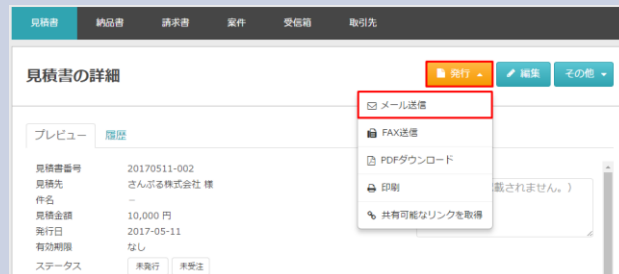 見積書 納品書 請求書 案件 受信箱 取引先
見積書の詳細
発行 編集 その他
メール送信
FAX送信
PDFダウンロード
印刷
共有可能なリンクを取得
プレビュー 履歴
見積書番号 20170511-002
見積先 さんぷる株式会社 様
件名 –
見積金額 10,000 円
発行日 2017-05-11
有効期限 なし
ステータス 未発行 未受注
載されません。)